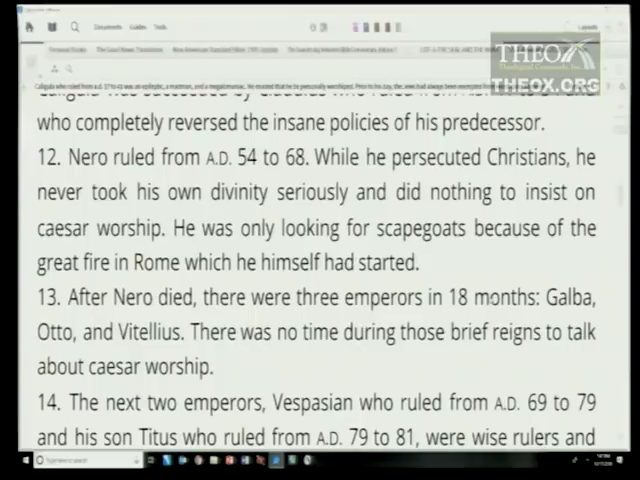 Documents Guides Tools
THEOX
THEOX.ORG
who completely reversed the insane policies of his predecessor.
12. Nero ruled from A.D. 54 to 68. While he persecuted Christians, he
never took his own divinity seriously and did nothing to insist on
caesar worship. He was only looking for scapegoats because of the
great fire in Rome which he himself had started.
13. After Nero died, there were three emperors in 18 months: Galba,
Otto, and Vitellius. There was no time during those brief reigns to talk
about caesar worship.
14. The next two emperors, Vespasian who ruled from A.D. 69 to 79
and his son Titus who ruled from A.D. 79 to 81, were wise rulers and